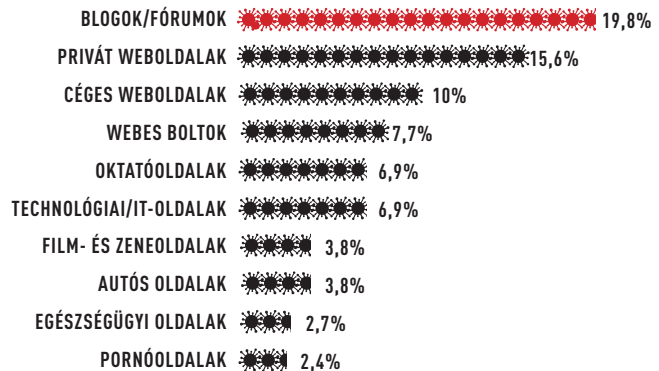 BLOGOK/FÓRUMOK 19,8%
PRIVÁT WEBOLDALAK 15,6%
CÉGES WEBOLDALAK 10%
WEBES BOLTOK 7,7%
OKTATÓOLDALAK 6,9%
TECHNOLÓGIAI/IT-OLDALAK 6,9%
FILM- ÉS ZENEOLDALAK 3,8%
AUTÓS OLDALAK 3,8%
EGÉSZSÉGÜGYI OLDALAK 2,7%
PORNÓOLDALAK 2,4%